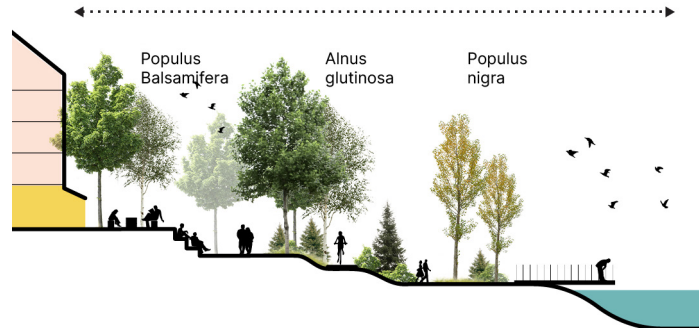 Populus
Balsamifera
Alnus
glutinosa
Populus
nigra